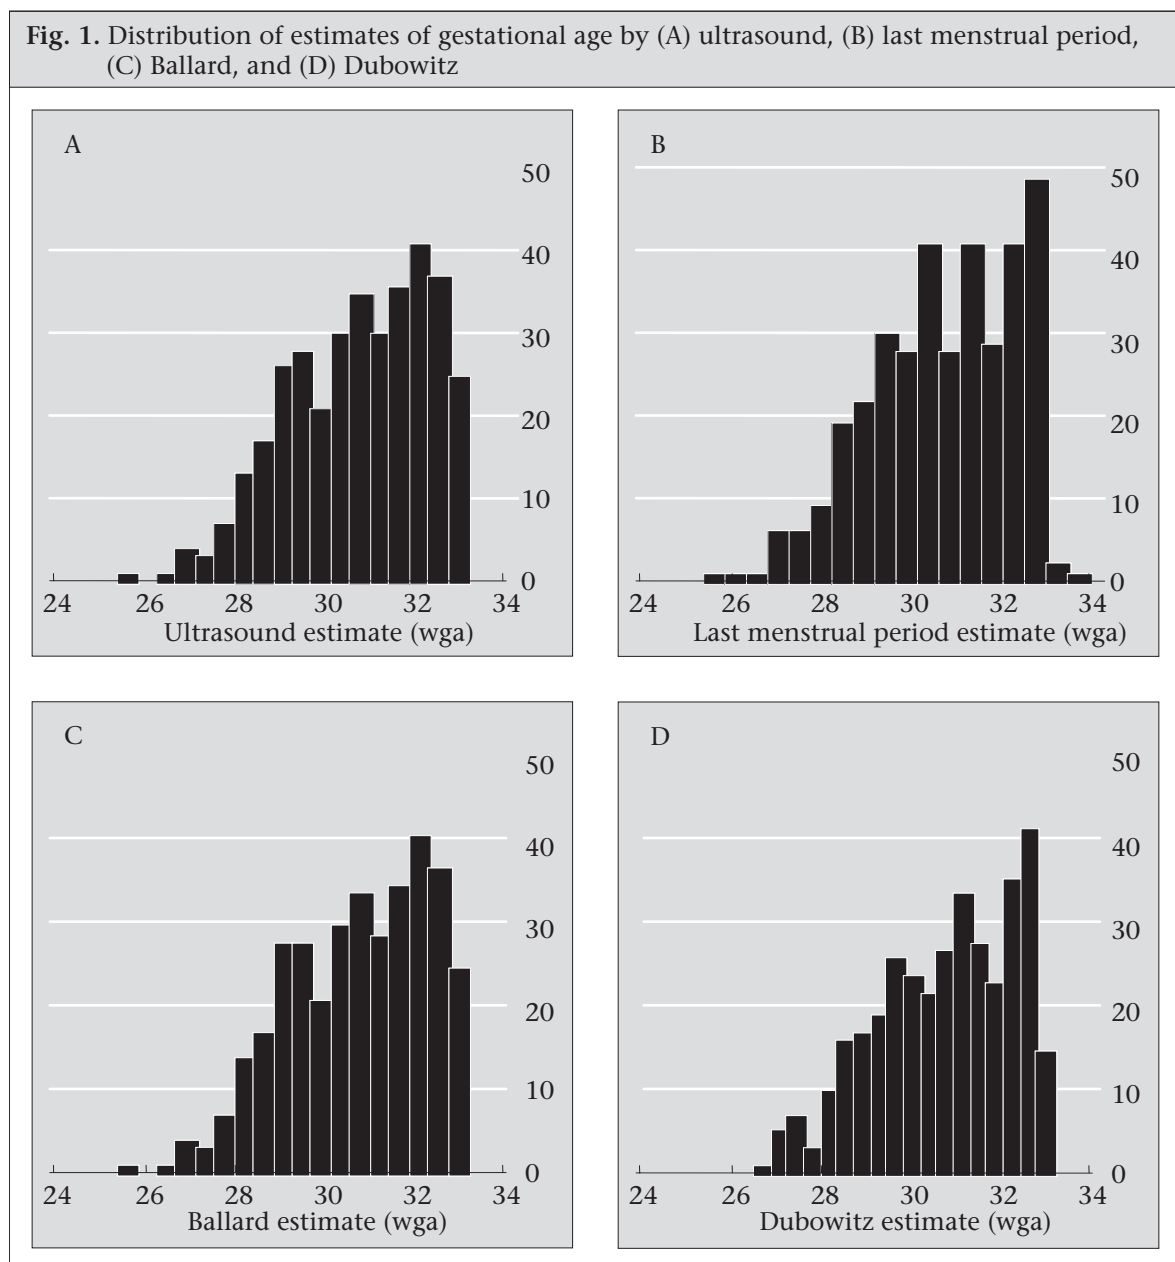 Fig. 1. Distribution of estimates of gestational age by (A) ultrasound, (B) last menstrual period,
(C) Ballard, and (D) Dubowitz
A
50
40
30
20
10
0
24 26 28 30 32 34
Ultrasound estimate (wga)
B
50
40
30
20
10
0
24 26 28 30 32 34
Last menstrual period estimate (wga)
C
50
40
30
20
10
0
24 26 28 30 32 34
Ballard estimate (wga)
D
50
40
30
20
10
0
24 26 28 30 32 34
Dubowitz estimate (wga)